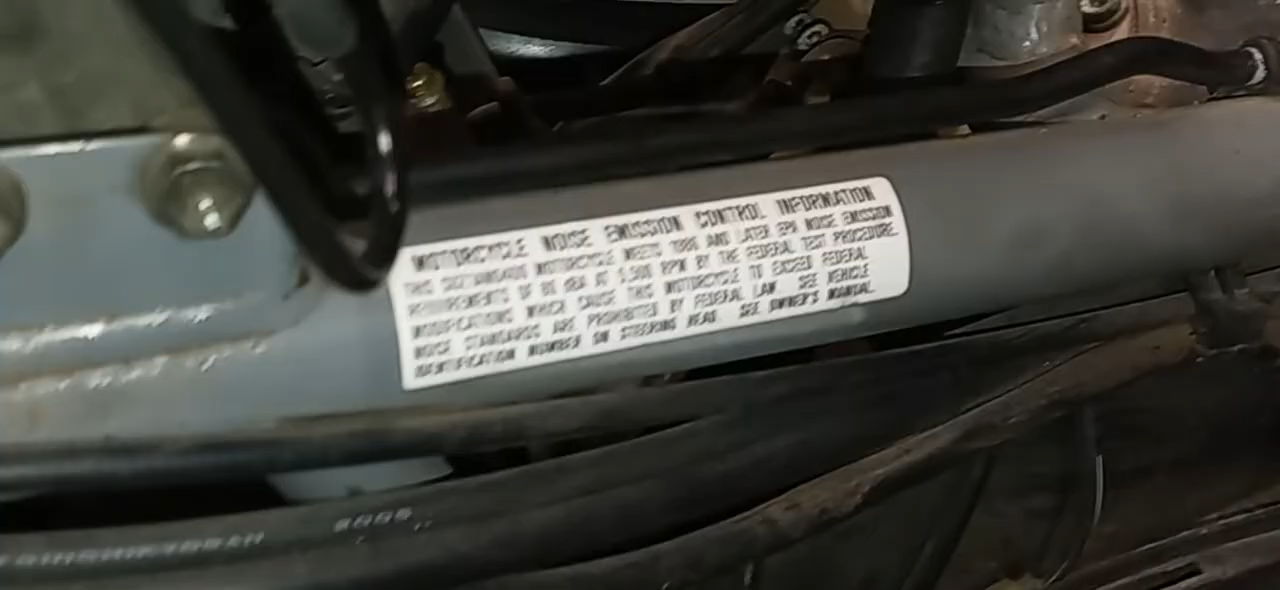 MOTORCYCLE NOISE EMISSION CONTROL INFORMATION
THIS MOTORCYCLE MEETS AND LATER EPA NOISE EMISSION
REQUIREMENTS OF AT RPM BY THE FEDERAL TEST PROCEDURE.
MODIFICATIONS WHICH CAUSE THIS MOTORCYCLE TO EXCEED FEDERAL
NOISE STANDARDS ARE PROHIBITED BY FEDERAL LAW. SEE VEHICLE
IDENTIFICATION NUMBER ON STEERING HEAD. SEE OWNER'S MANUAL.